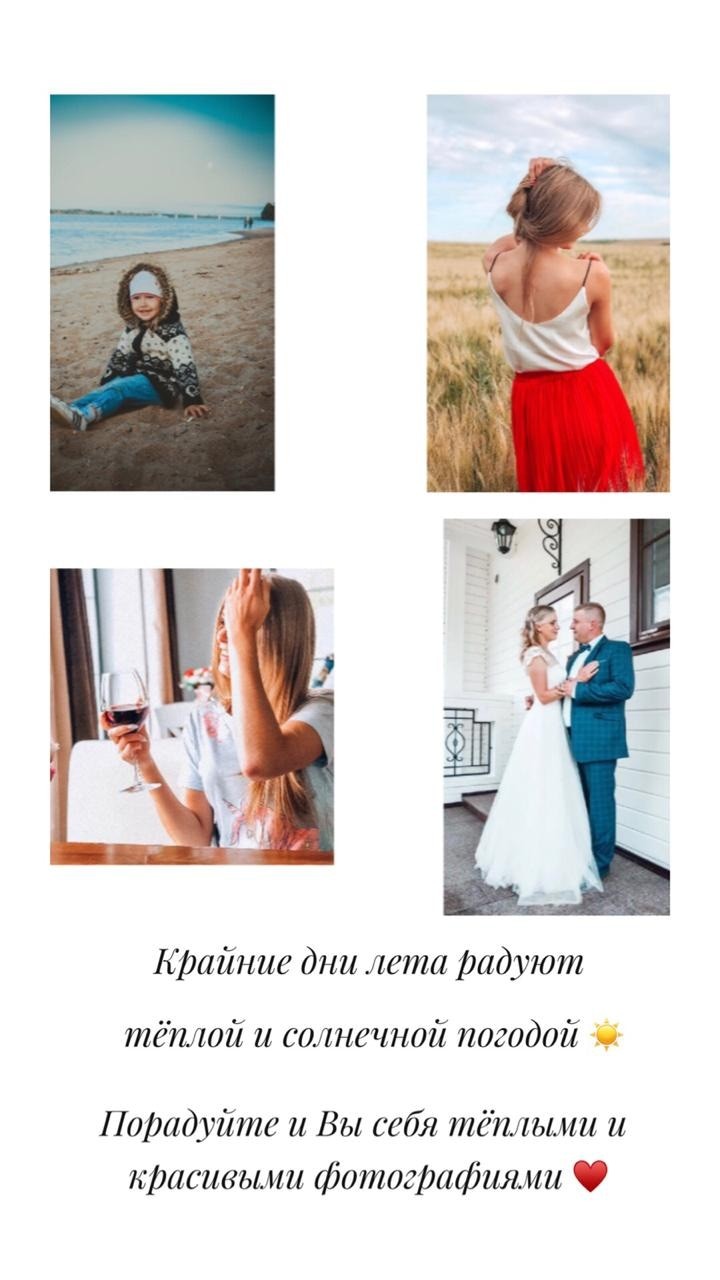 Крайние дни лета радуют
тёплой и солнечной погодой ☀️
Порадуйте и Вы себя тёплыми и
красивыми фотографиями ♥️